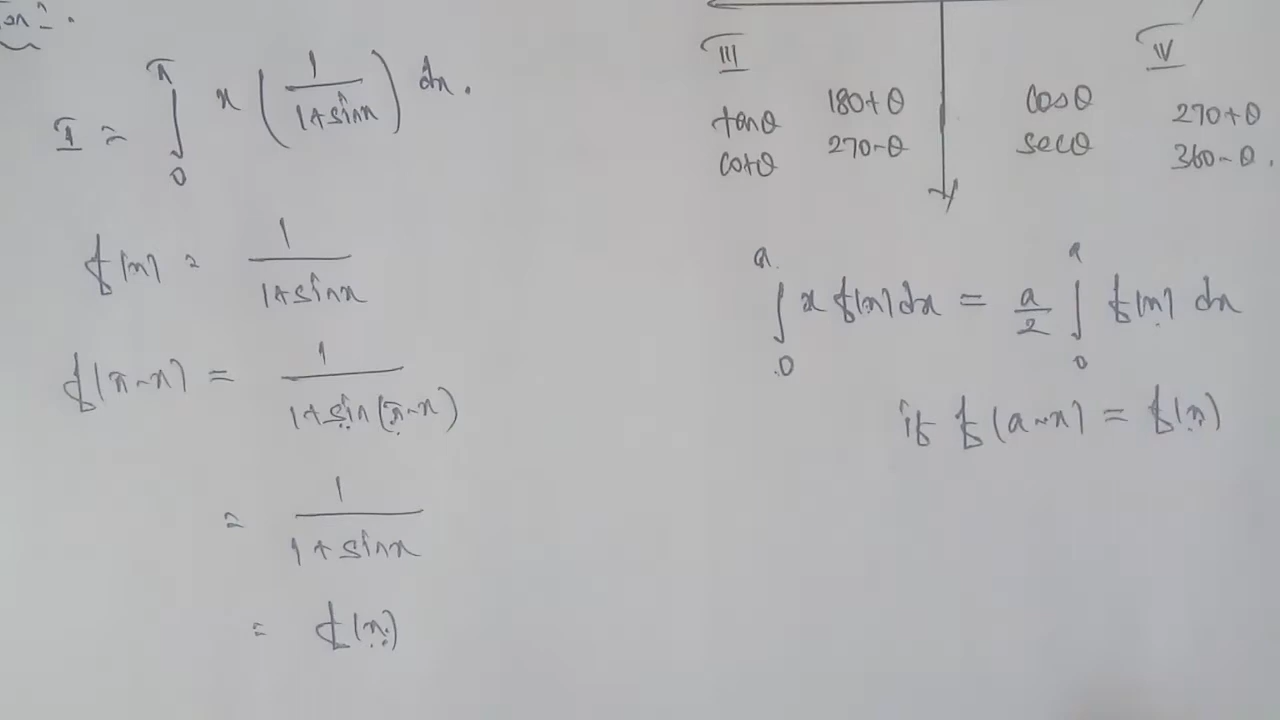 I = ∫₀^π x (1/(1+sinx)) dx.
f(x) = 1/(1+sinx)
f(π-x) = 1/(1+sin(π-x))
= 1/(1+sinx)
= f(x)
III
IV
tanθ 180+θ
cosθ 270+θ
cotθ 270-θ
secθ 360-θ.
∫₀^a x f(x) dx = a/2 ∫₀^a f(x) dx
if f(a-x) = f(x)